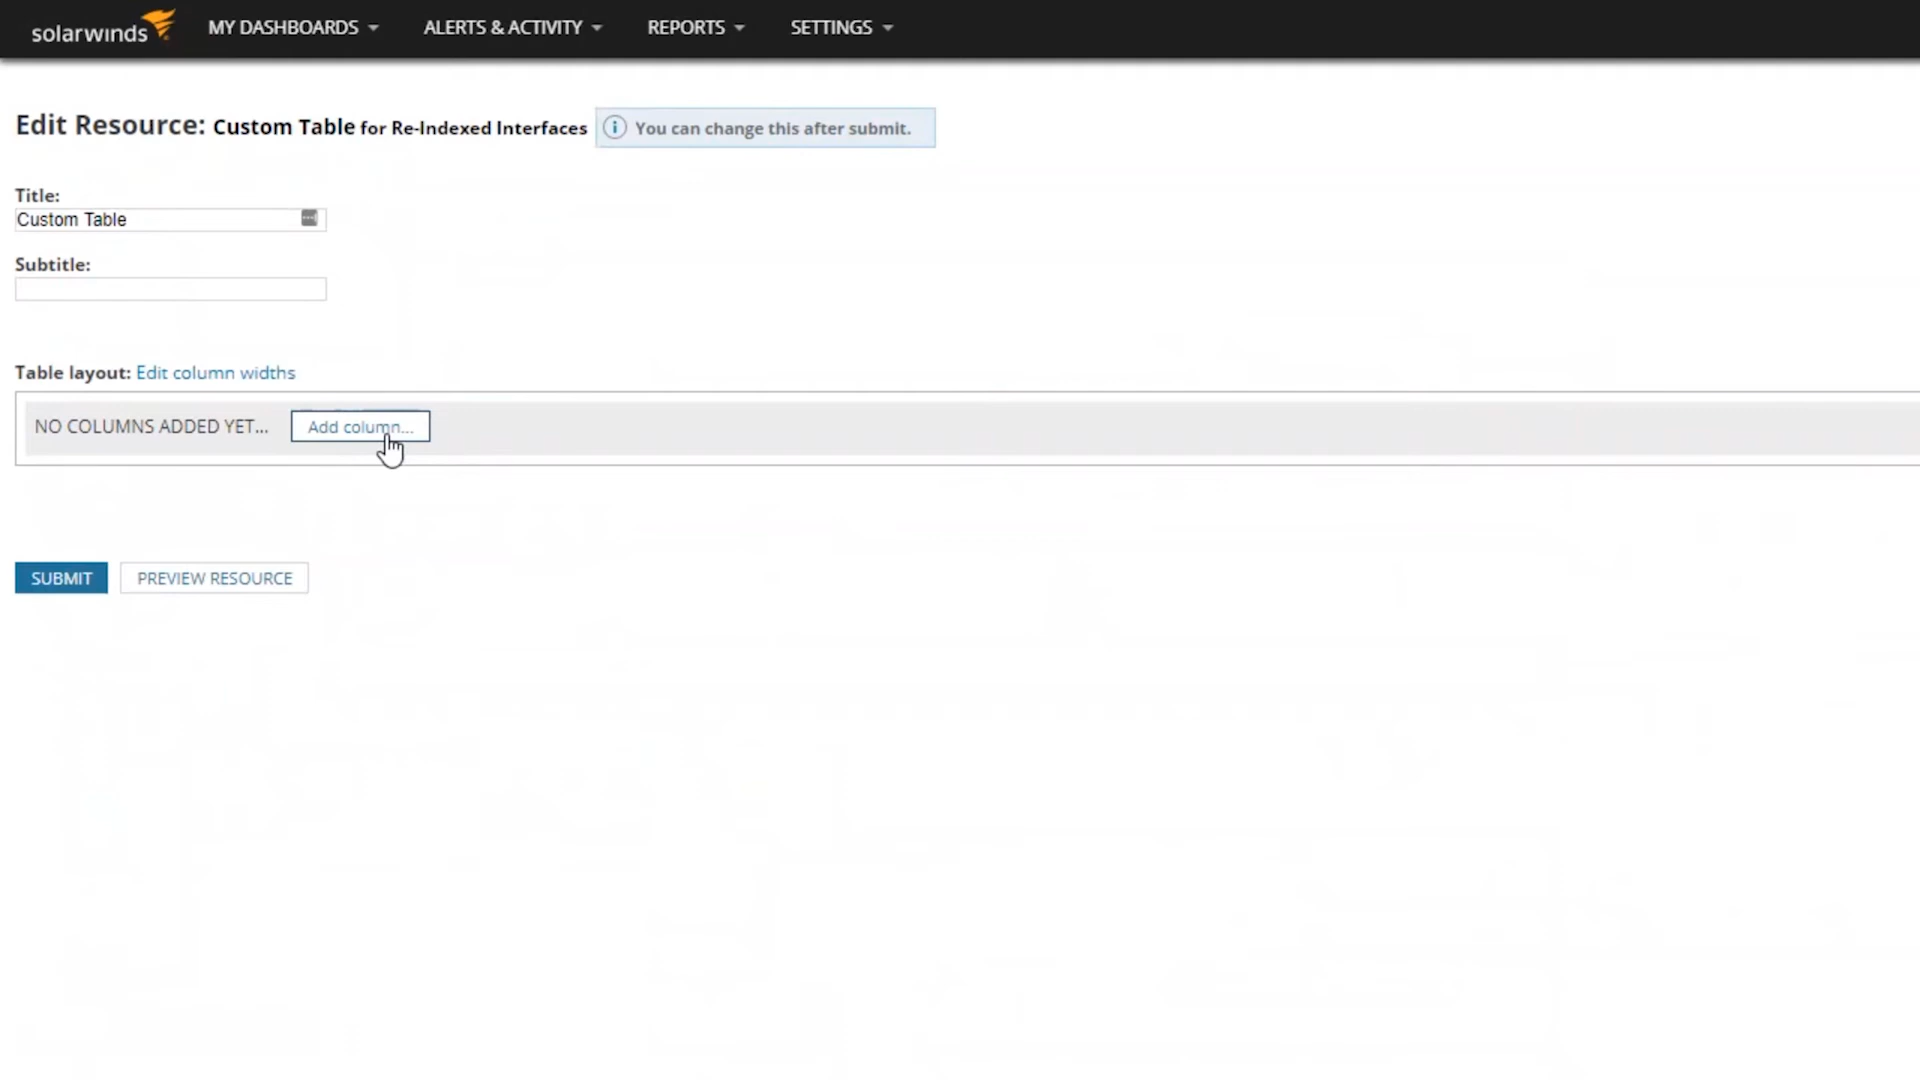 solarwinds MY DASHBOARDS ALERTS & ACTIVITY REPORTS SETTINGS
Edit Resource: Custom Table for Re-Indexed Interfaces You can change this after submit.
Title:
Custom Table
Subtitle:
Table layout: Edit column widths
NO COLUMNS ADDED YET... Add column...
SUBMIT PREVIEW RESOURCE